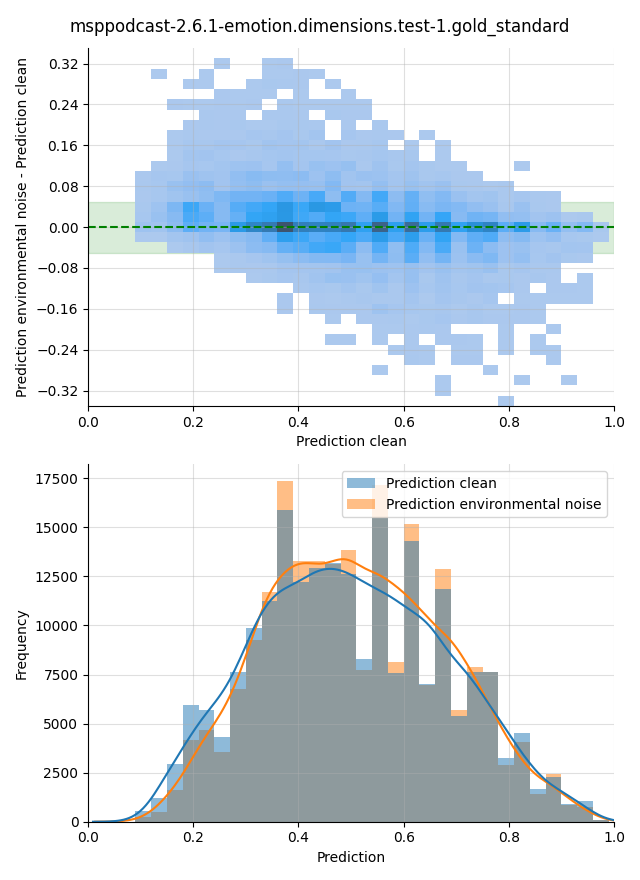 msppodcast-2.6.1-emotion.dimensions.test-1.gold_standard
Prediction environmental noise - Prediction clean
0.32
0.24
0.16
0.08
0.00
−0.08
−0.16
−0.24
−0.32
0.0 0.2 0.4 0.6 0.8 1.0
Prediction clean
Frequency
17500
15000
12500
10000
7500
5000
2500
0
Prediction clean
Prediction environmental noise
0.0 0.2 0.4 0.6 0.8 1.0
Prediction